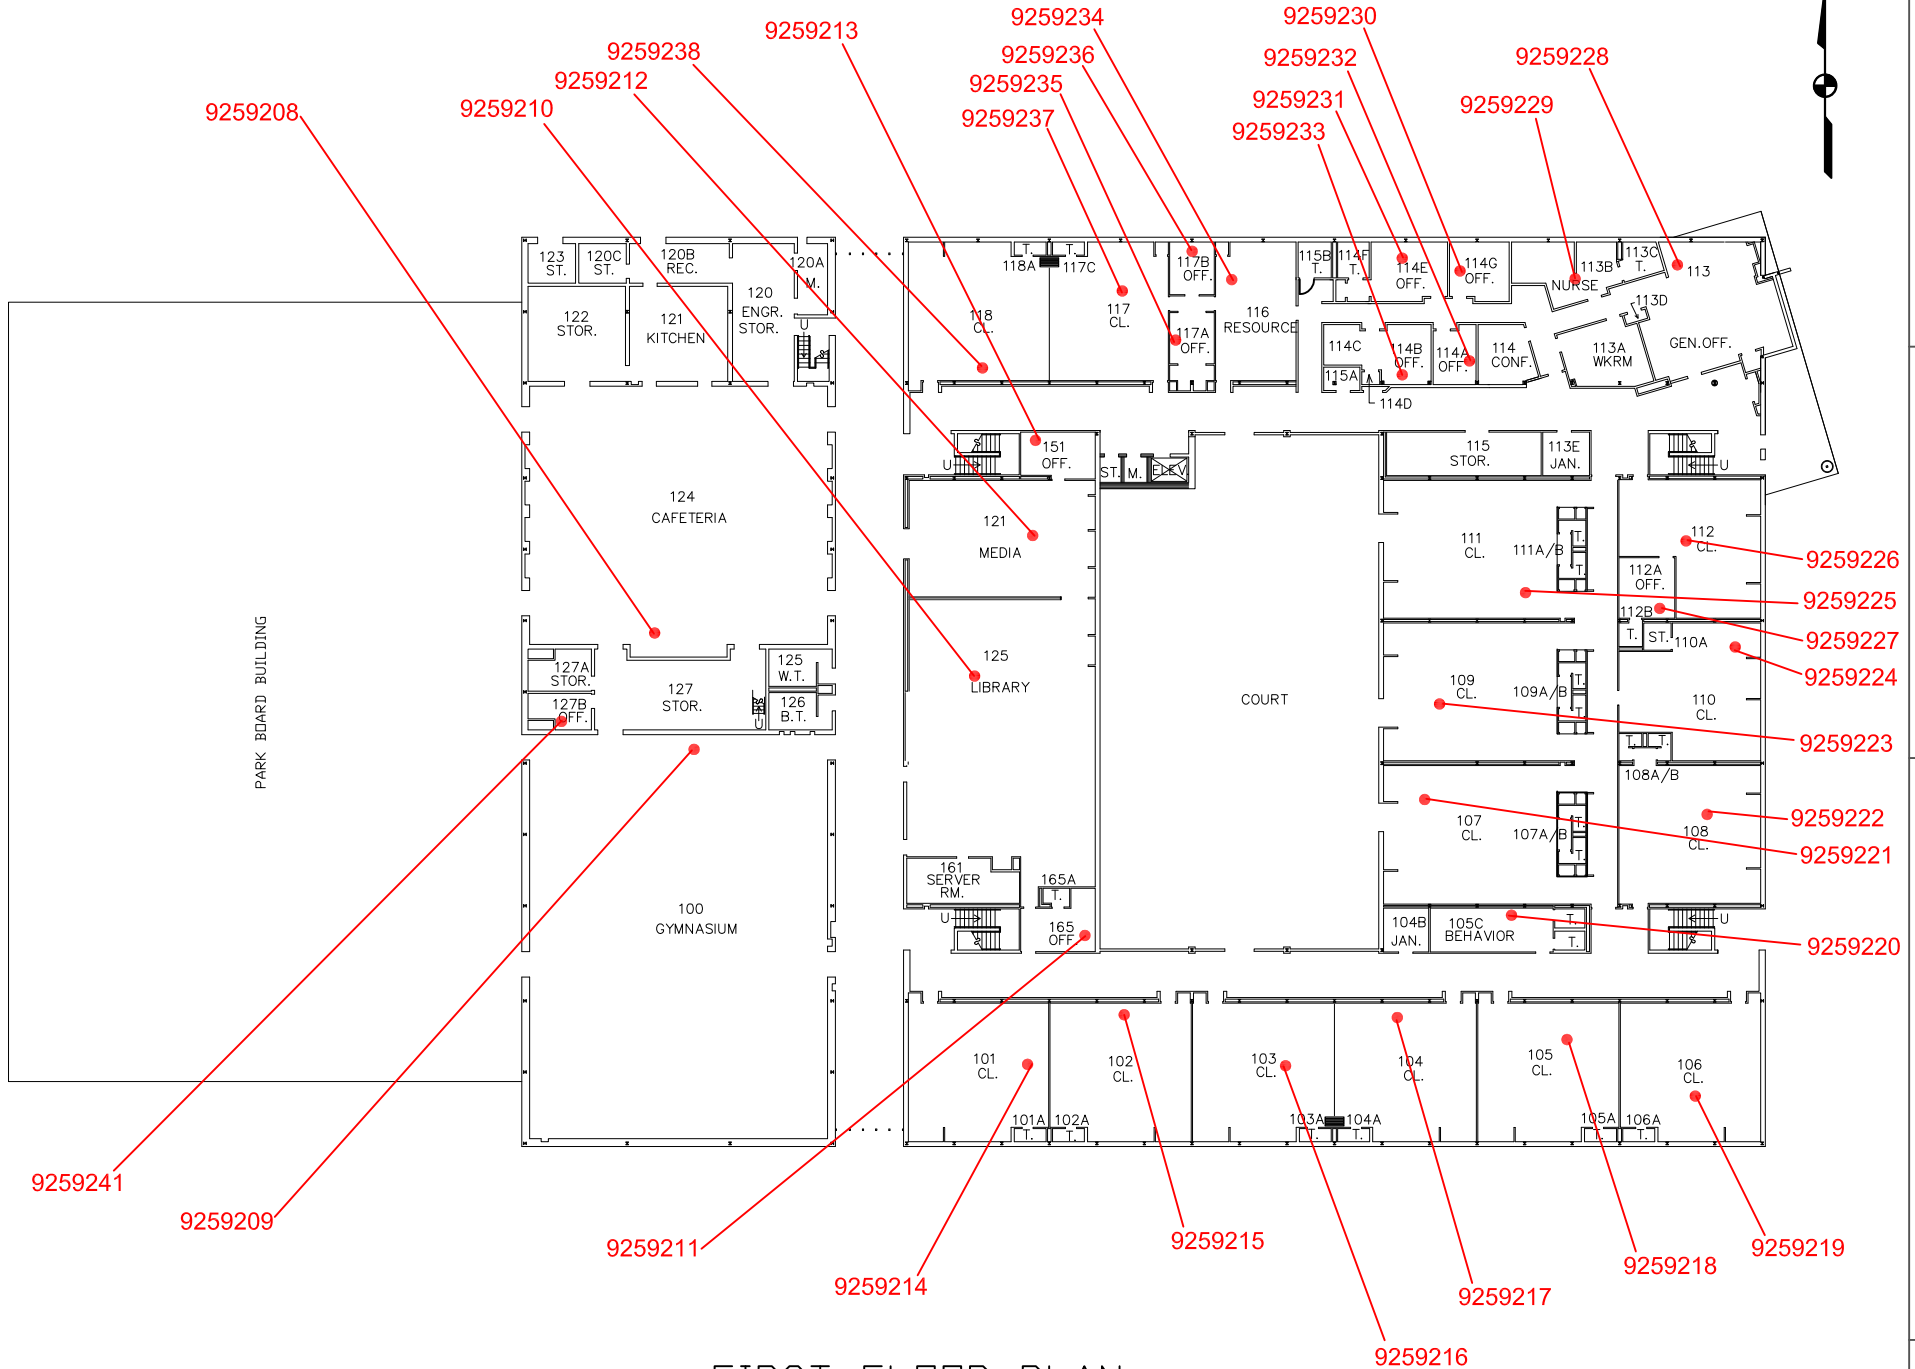 9259234
9259230
9259213
9259238
9259236
9259232
9259228
9259212
9259235
9259231
9259229
9259208
9259210
9259237
9259233
123
ST.
120C
ST.
120B
REC.
120A
M.
118A
T.
T.
117C
117B
OFF.
115B
T.
114F
T.
114E
OFF.
114G
OFF.
NURSE
113B
113C
T.
113
122
STOR.
121
KITCHEN
120
ENGR.
STOR.
U
118
CL.
117
CL.
117A
OFF.
116
RESOURCE
114C
115A
114B
OFF.
114A
OFF.
114
CONF.
114D
113A
WKRM
113D
GEN.OFF.
U
151
OFF.
ST.
M.
ELEV.
115
STOR.
113E
JAN.
U
124
CAFETERIA
121
MEDIA
111
CL.
111A/B
T.
T.
112
CL.
112A
OFF.
112B
T.
ST.
110A
9259226
9259225
9259227
9259224
PARK BOARD BUILDING
127A
STOR.
127B
OFF.
127
STOR.
U
125
W.T.
126
B.T.
125
LIBRARY
COURT
109
CL.
109A/B
T.
T.
110
CL.
T.
T.
108A/B
9259223
107
CL.
107A/B
T.
T.
108
CL.
9259222
9259221
100
GYMNASIUM
161
SERVER
RM.
165A
T.
U
165
OFF.
104B
JAN.
105C
BEHAVIOR
T.
T.
U
9259220
101
CL.
102
CL.
103
CL.
104
CL.
105
CL.
106
CL.
101A
T.
102A
T.
103A
T.
104A
T.
105A
T.
106A
T.
9259241
9259209
9259211
9259215
9259219
9259214
9259218
9259217
9259216
FIRST FLOOR PLAN